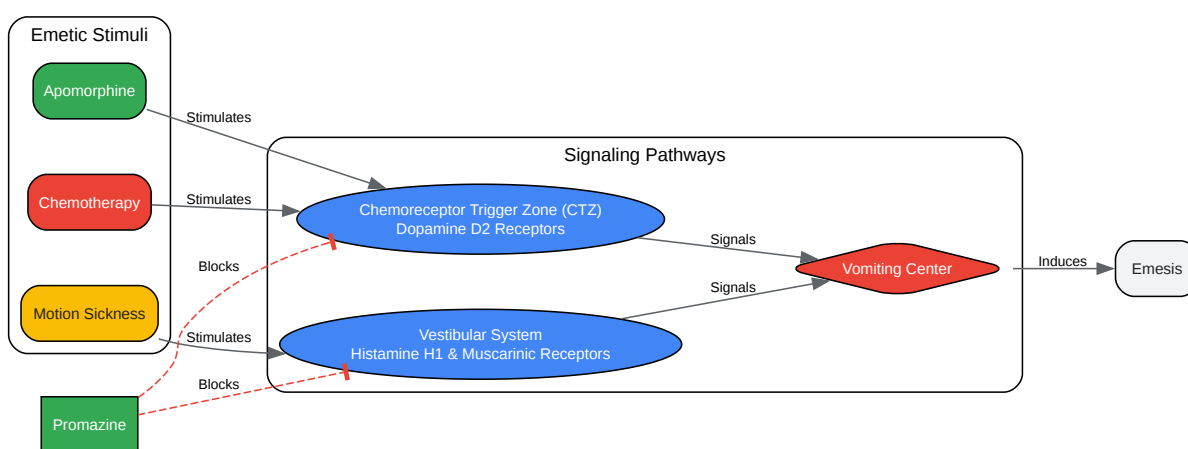 Emetic Stimuli
Apomorphine
Stimulates
Signaling Pathways
Chemotherapy
Stimulates
Chemoreceptor Trigger Zone (CTZ)
Dopamine D2 Receptors
Signals
Blocks
Vomiting Center
Induces
Emesis
Signals
Motion Sickness
Stimulates
Vestibular System
Histamine H1 & Muscarinic Receptors
Blocks
Promazine